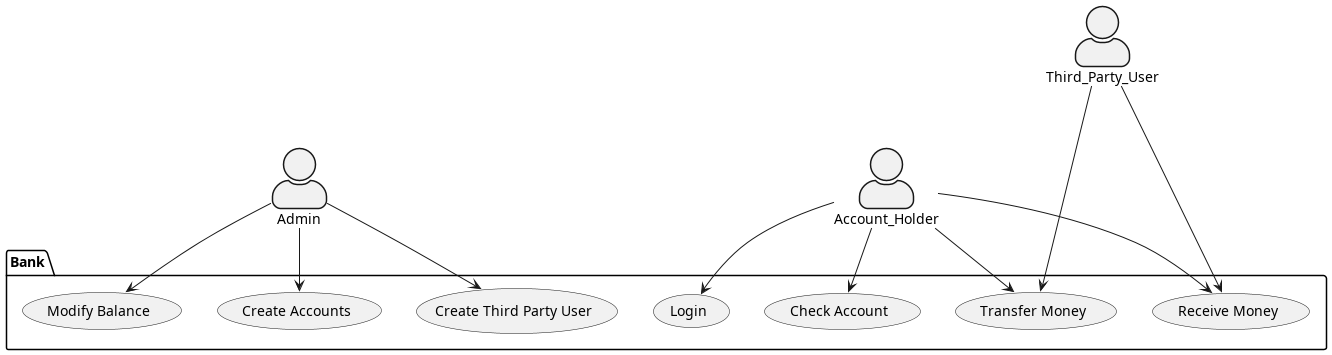 Third_Party_User
Admin
Account_Holder
Bank
Modify Balance
Create Accounts
Create Third Party User
Login
Check Account
Transfer Money
Receive Money